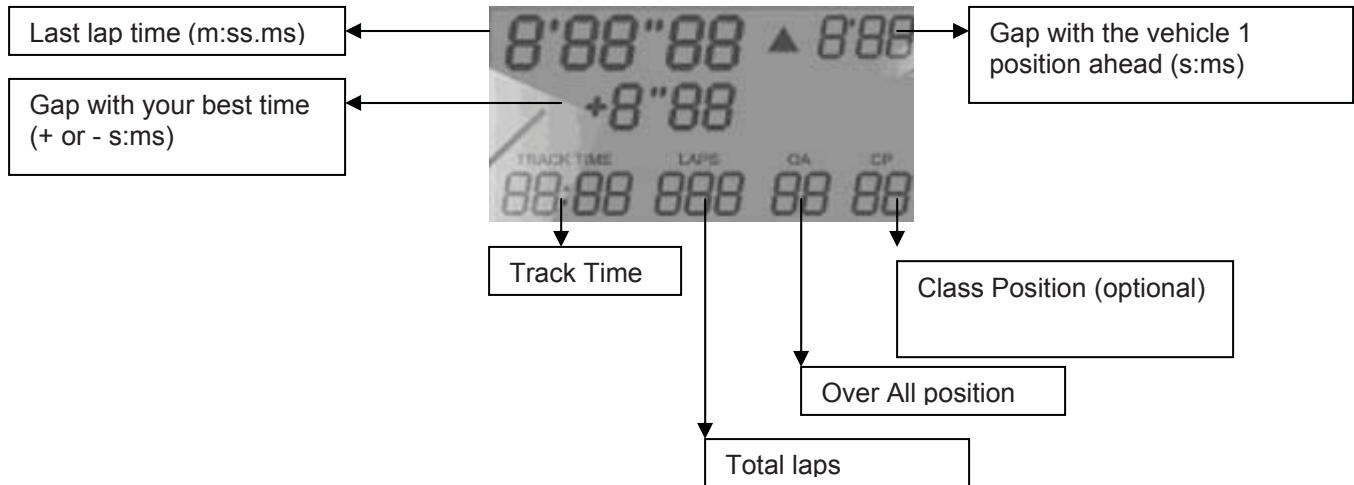 Last lap time (m:ss.ms)
8'88"88
8'88
Gap with the vehicle 1
position ahead (s:ms)
Gap with your best time
(+ or - s:ms)
+8"88
TRACK TIME LAPS OA CP
88:88 888 88 88
Track Time
Class Position (optional)
Over All position
Total laps